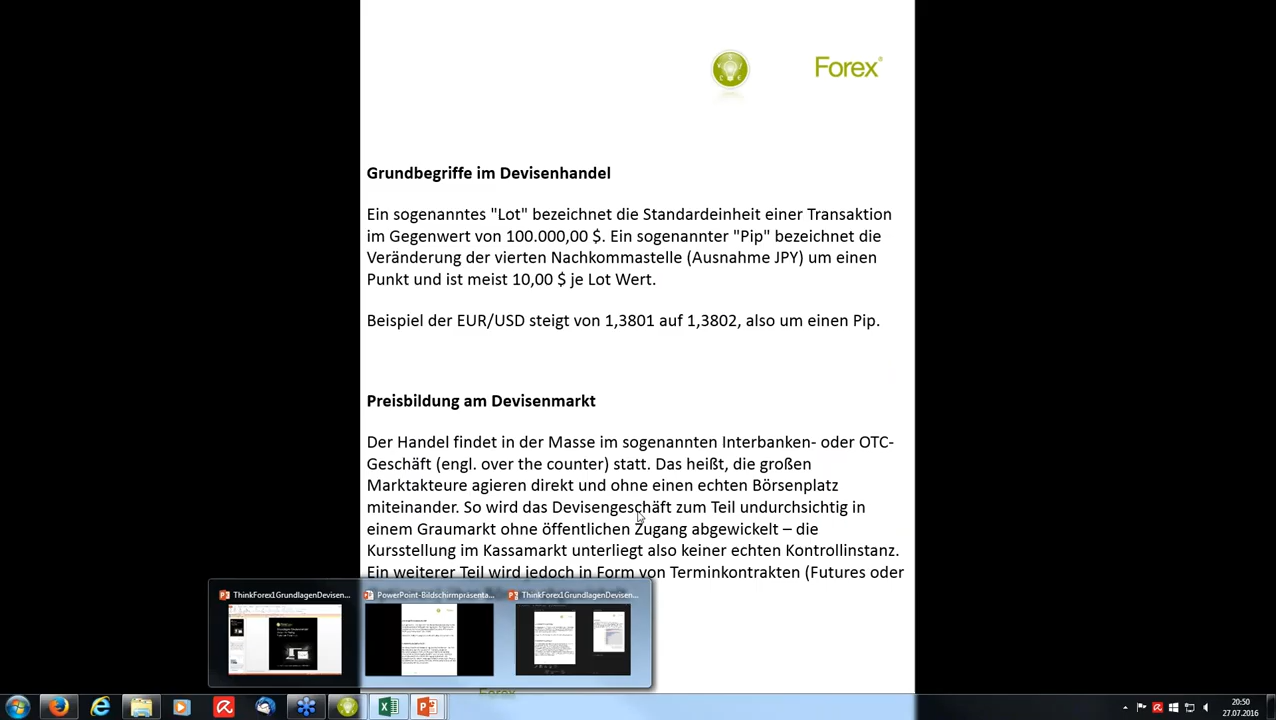 Forex®
Grundbegriffe im Devisenhandel
Ein sogenanntes "Lot" bezeichnet die Standardeinheit einer Transaktion
im Gegenwert von 100.000,00 $. Ein sogenannter "Pip" bezeichnet die
Veränderung der vierten Nachkommastelle (Ausnahme JPY) um einen
Punkt und ist meist 10,00 $ je Lot Wert.
Beispiel der EUR/USD steigt von 1,3801 auf 1,3802, also um einen Pip.
Preisbildung am Devisenmarkt
Der Handel findet in der Masse im sogenannten Interbanken- oder OTC-
Geschäft (engl. over the counter) statt. Das heißt, die großen
Marktakteure agieren direkt und ohne einen echten Börsenplatz
miteinander. So wird das Devisengeschäft zum Teil undurchsichtig in
einem Graumarkt ohne öffentlichen Zugang abgewickelt – die
Kursstellung im Kassamarkt unterliegt also keiner echten Kontrollinstanz.
Ein weiterer Teil wird jedoch in Form von Terminkontrakten (Futures oder
ThinkForex1GrundlagenDevisen...
PowerPoint-Bildschirmpräsenta...
ThinkForex1GrundlagenDevisen...
Forex
20:50
27.07.2016